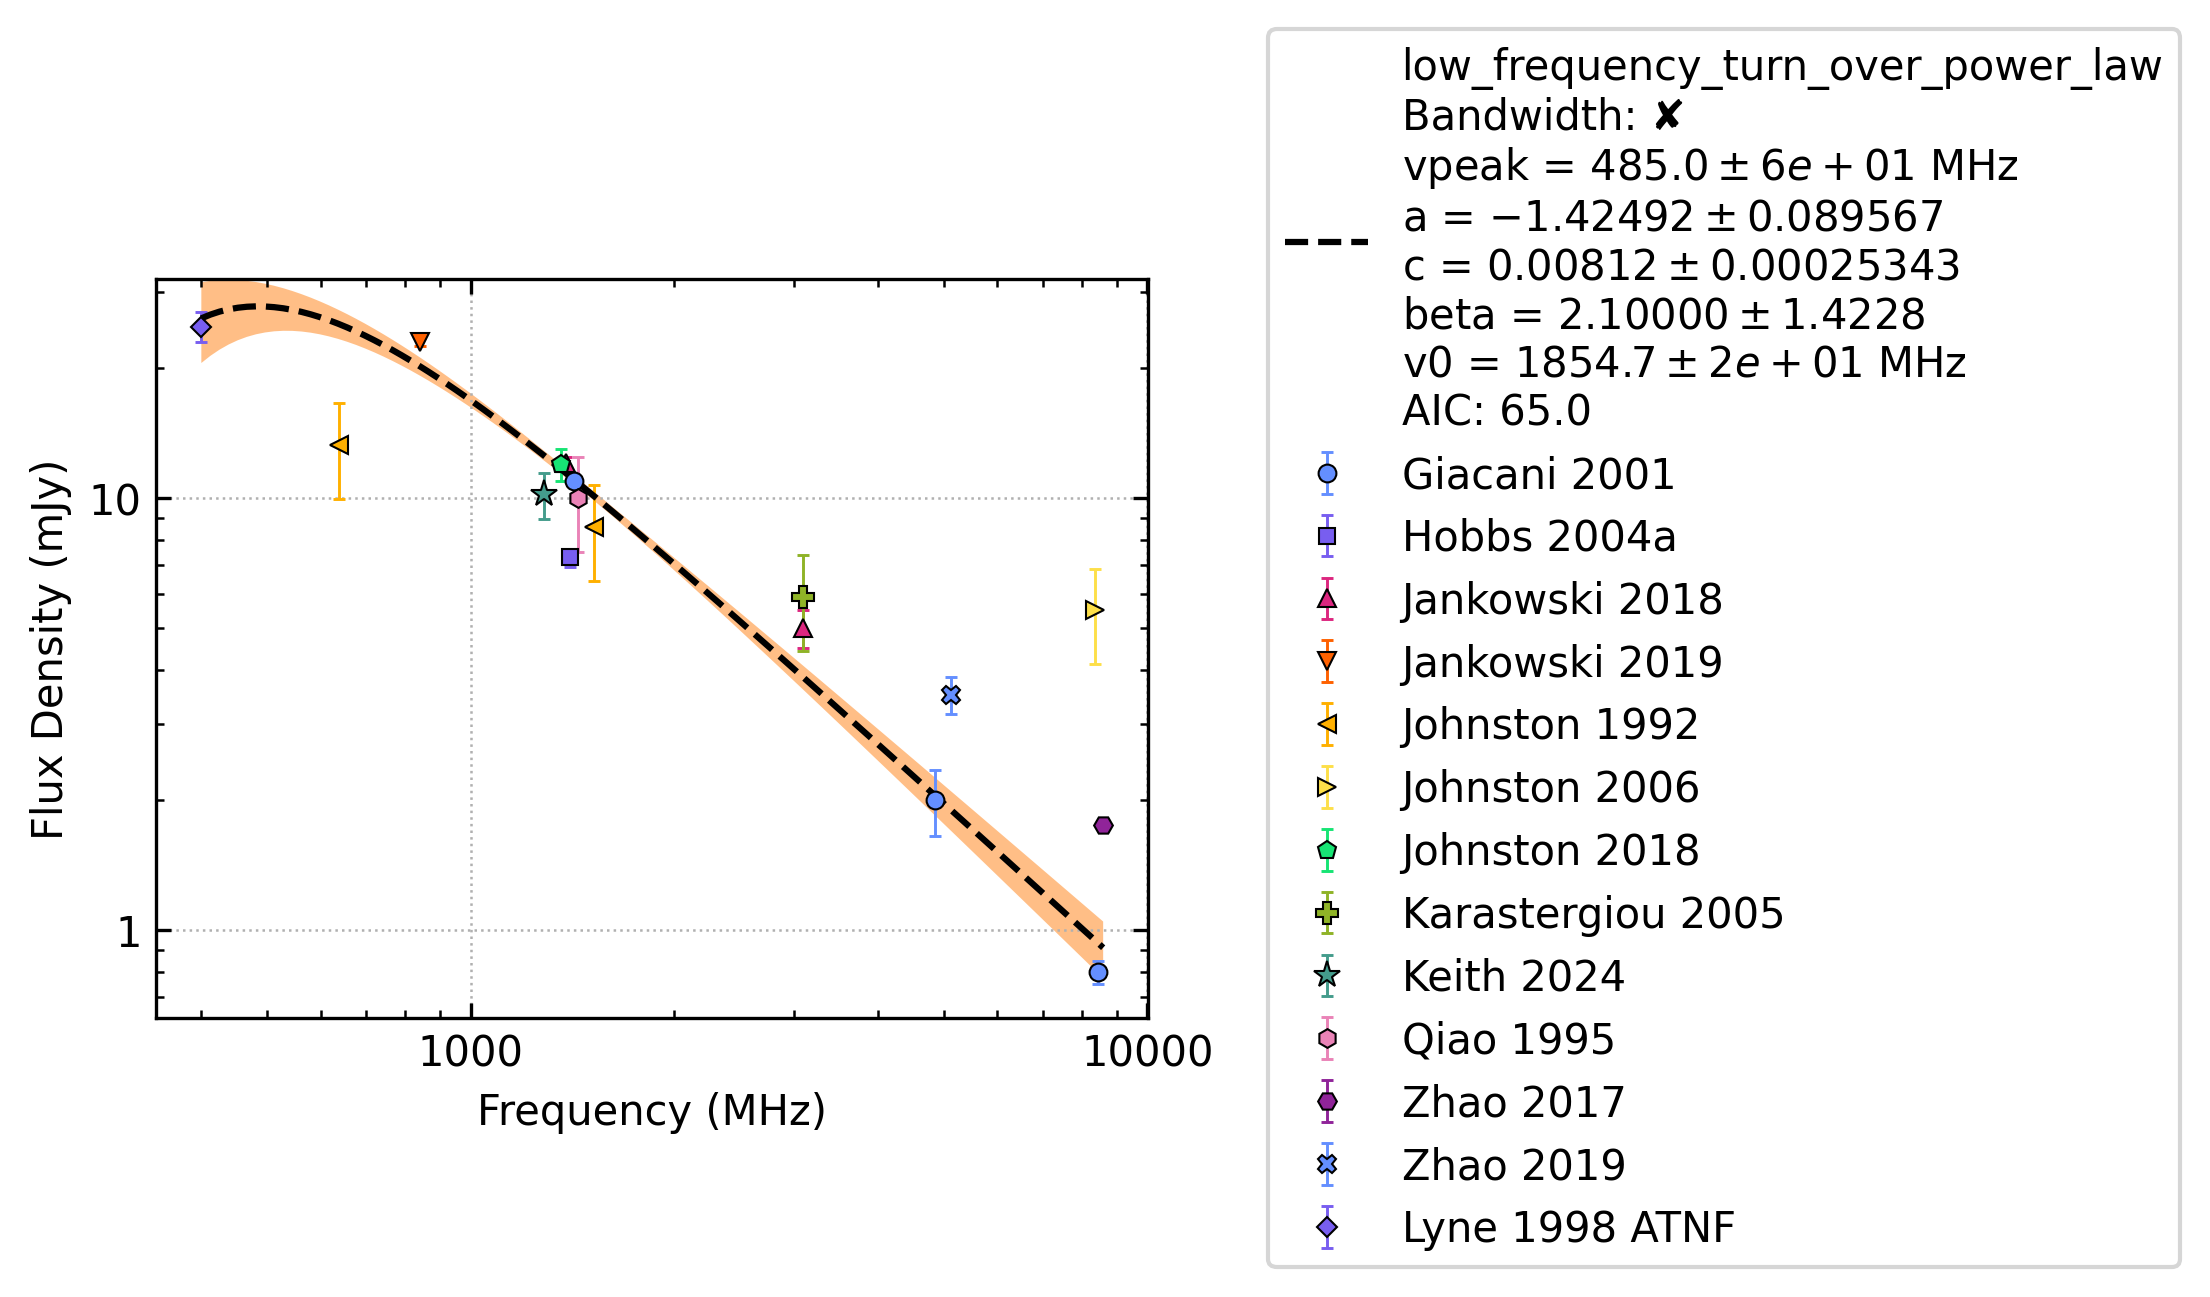 low_frequency_turn_over_power_law
Bandwidth: ✘
vpeak = 485.0 ± 6e + 01 MHz
a = −1.42492 ± 0.089567
c = 0.00812 ± 0.00025343
beta = 2.10000 ± 1.4228
v0 = 1854.7 ± 2e + 01 MHz
AIC: 65.0
Giacani 2001
Hobbs 2004a
Jankowski 2018
Jankowski 2019
Johnston 1992
Johnston 2006
Johnston 2018
Karastergiou 2005
Keith 2024
Qiao 1995
Zhao 2017
Zhao 2019
Lyne 1998 ATNF
Flux Density (mJy)
10
1
1000
10000
Frequency (MHz)